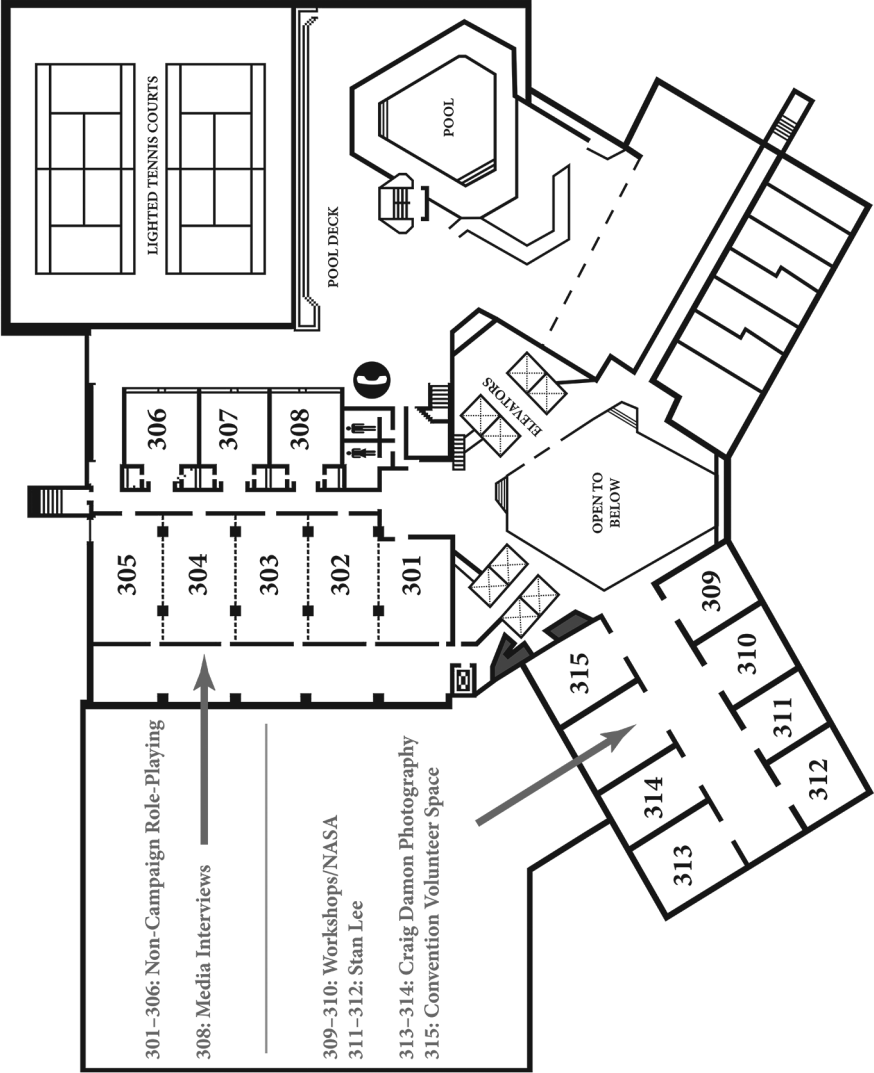 LIGHTED TENNIS COURTS
POOL DECK
POOL
306
307
308
ELEVATORS
OPEN TO
BELOW
305
304
303
302
301
309
310
311
312
315
314
313
301–306: Non-Campaign Role-Playing
308: Media Interviews
309–310: Workshops/NASA
311–312: Stan Lee
313–314: Craig Damon Photography
315: Convention Volunteer Space